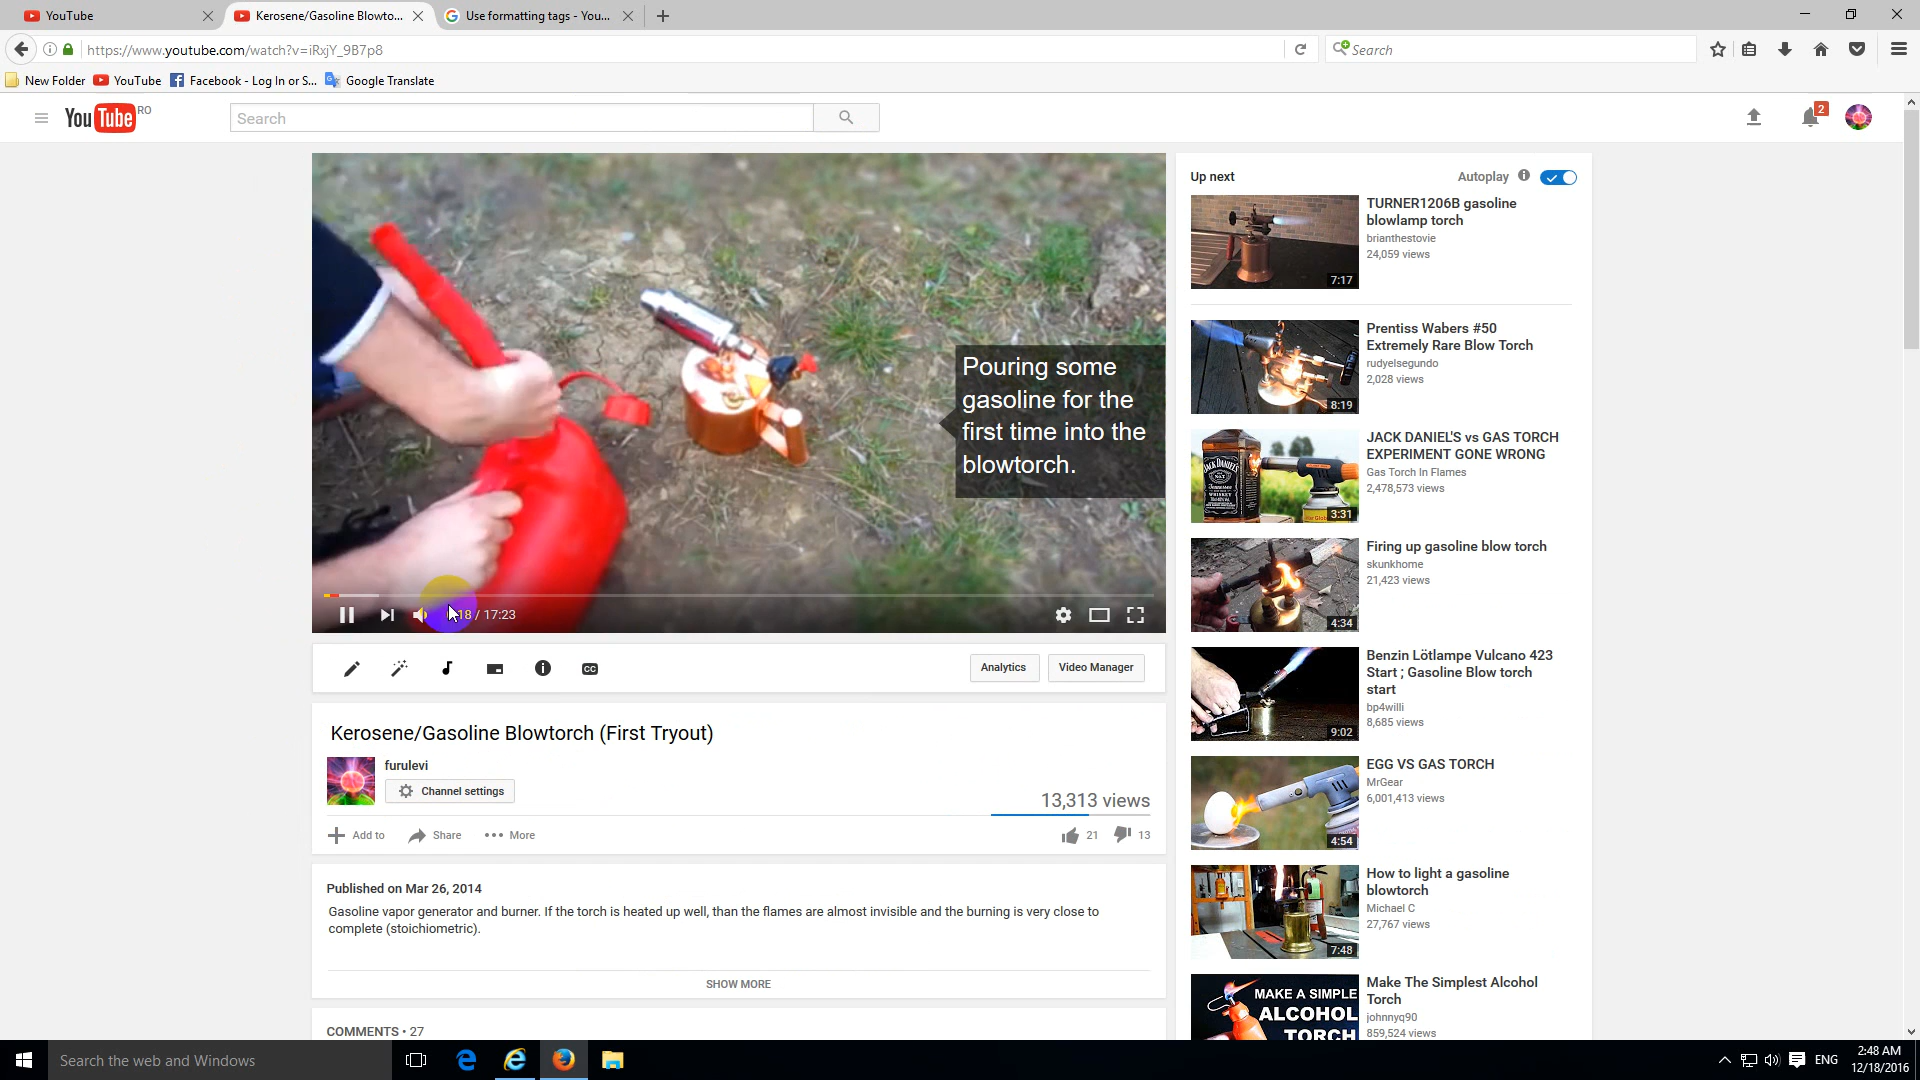 YouTube
Kerosene/Gasoline Blowto...
Use formatting tags - You...
https://www.youtube.com/watch?v=iRxjY_9B7p8
Search
New Folder
YouTube
Facebook - Log In or S...
Google Translate
YouTube RO
Search
2
Pouring some
gasoline for the
first time into the
blowtorch.
18 / 17:23
CC
Analytics
Video Manager
Kerosene/Gasoline Blowtorch (First Tryout)
furulevi
Channel settings
13,313 views
Add to
Share
More
21
13
Published on Mar 26, 2014
Gasoline vapor generator and burner. If the torch is heated up well, than the flames are almost invisible and the burning is very close to
complete (stoichiometric).
SHOW MORE
COMMENTS • 27
Up next
Autoplay
TURNER1206B gasoline
blowlamp torch
brianthestovie
24,059 views
7:17
Prentiss Wabers #50
Extremely Rare Blow Torch
rudyelsegundo
2,028 views
8:19
JACK DANIEL'S vs GAS TORCH
EXPERIMENT GONE WRONG
Gas Torch In Flames
2,478,573 views
3:31
Firing up gasoline blow torch
skunkhome
21,423 views
4:34
Benzin Lötlampe Vulcano 423
Start ; Gasoline Blow torch
start
bp4willi
8,685 views
9:02
EGG VS GAS TORCH
MrGear
6,001,413 views
4:54
How to light a gasoline
blowtorch
Michael C
27,767 views
7:48
MAKE A SIMPLE
ALCOHOL
TORCH
Make The Simplest Alcohol
Torch
johnnyq90
859,524 views
Search the web and Windows
ENG
2:48 AM
12/18/2016